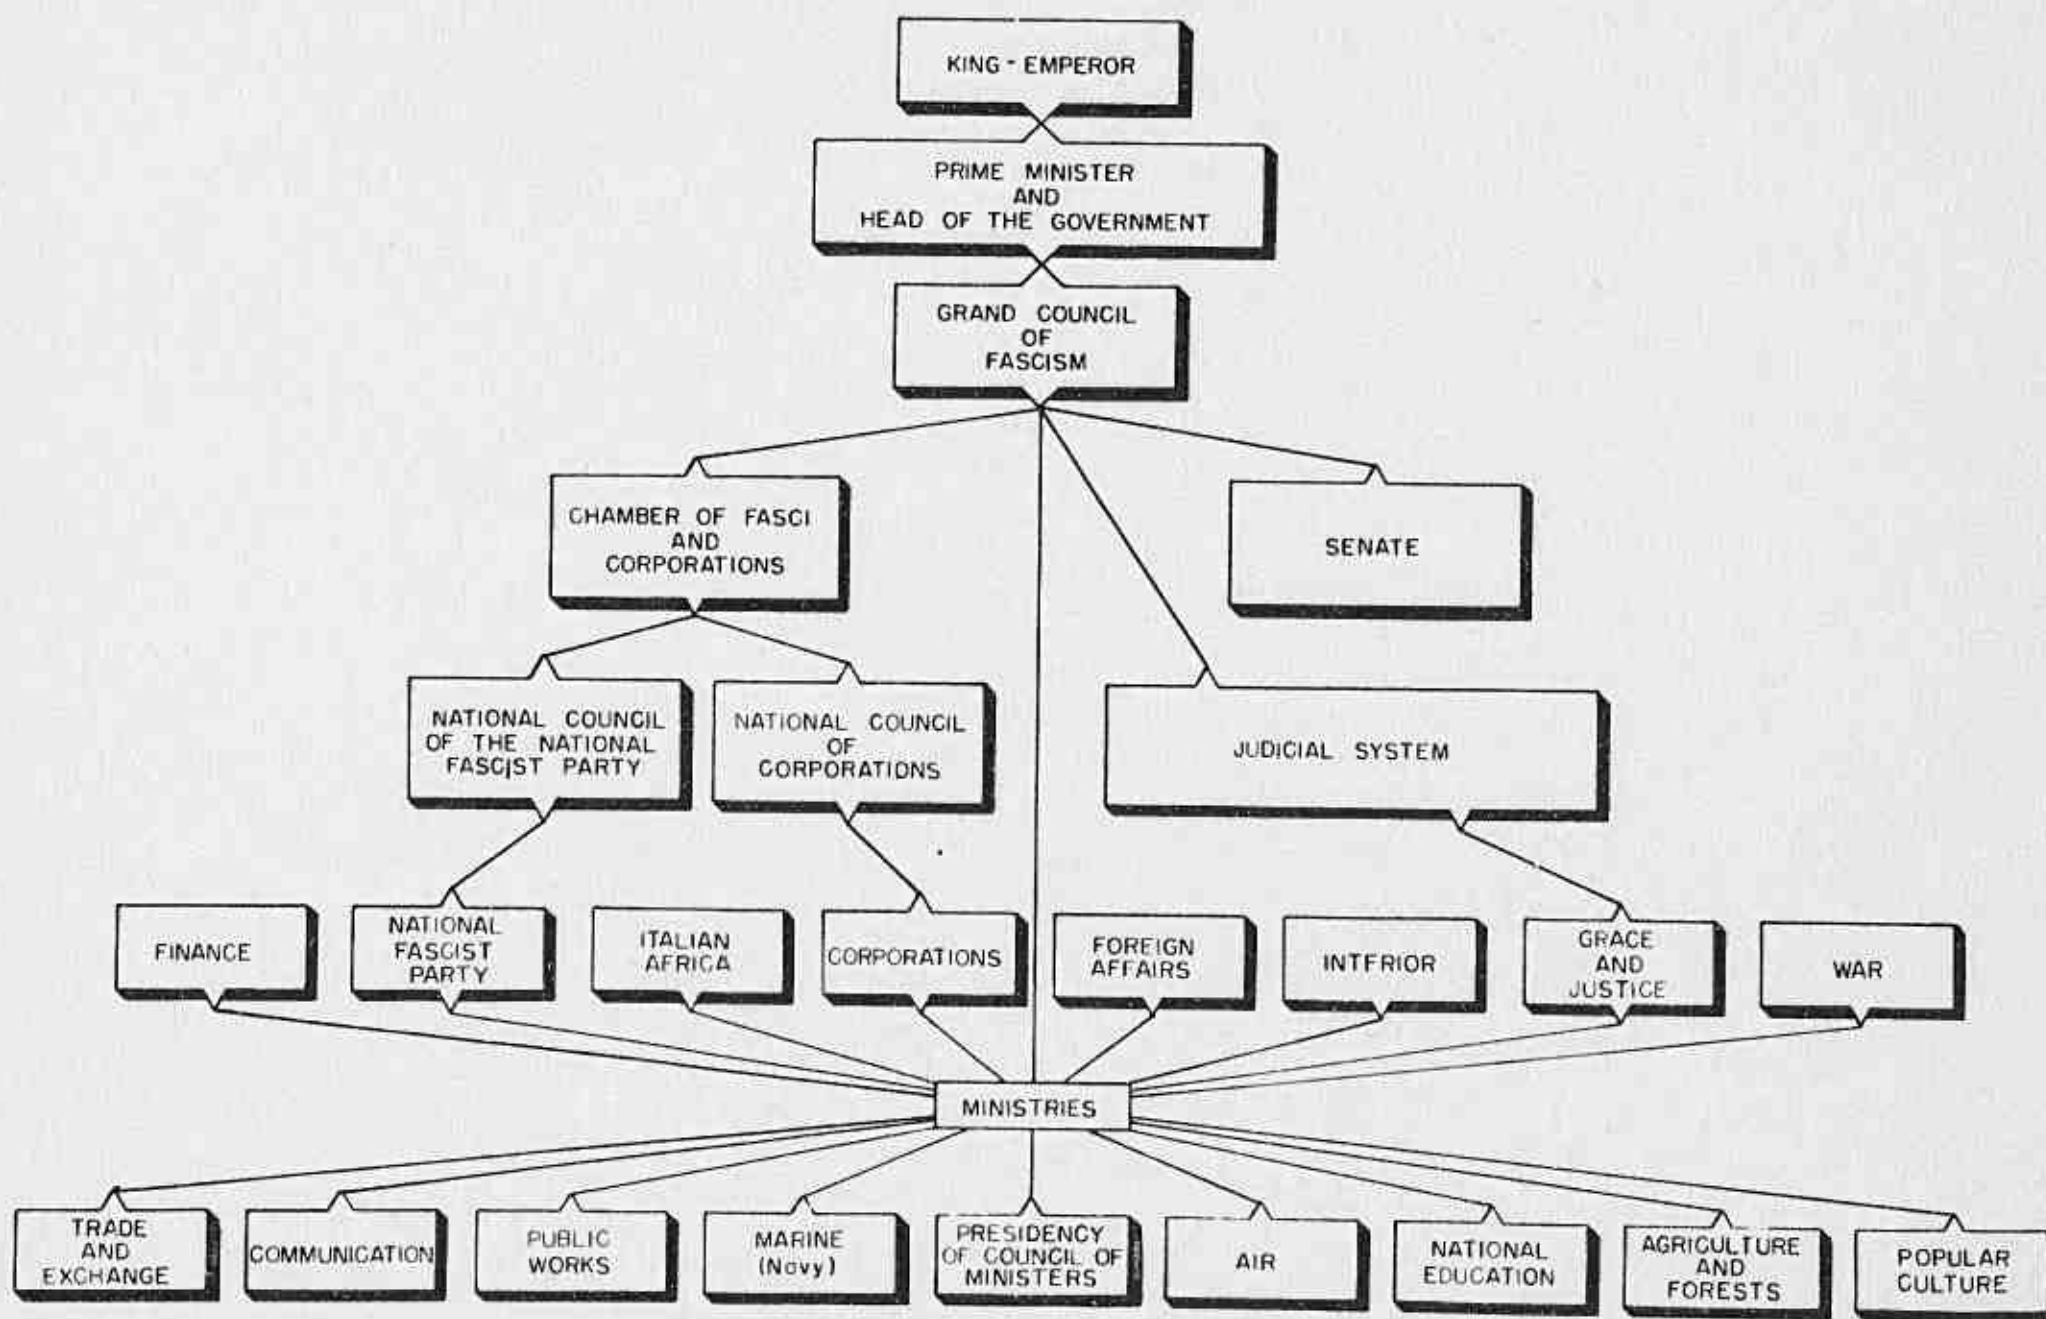 KING - EMPEROR
PRIME MINISTER
AND
HEAD OF THE GOVERNMENT
GRAND COUNCIL
OF
FASCISM
CHAMBER OF FASCI
AND
CORPORATIONS
SENATE
NATIONAL COUNCIL
OF THE NATIONAL
FASCIST PARTY
NATIONAL COUNCIL
OF
CORPORATIONS
JUDICIAL SYSTEM
FINANCE
NATIONAL
FASCIST
PARTY
ITALIAN
AFRICA
CORPORATIONS
FOREIGN
AFFAIRS
INTERIOR
GRACE
AND
JUSTICE
WAR
MINISTRIES
TRADE
AND
EXCHANGE
COMMUNICATION
PUBLIC
WORKS
MARINE
(Navy)
PRESIDENCY
OF COUNCIL OF
MINISTERS
AIR
NATIONAL
EDUCATION
AGRICULTURE
AND
FORESTS
POPULAR
CULTURE